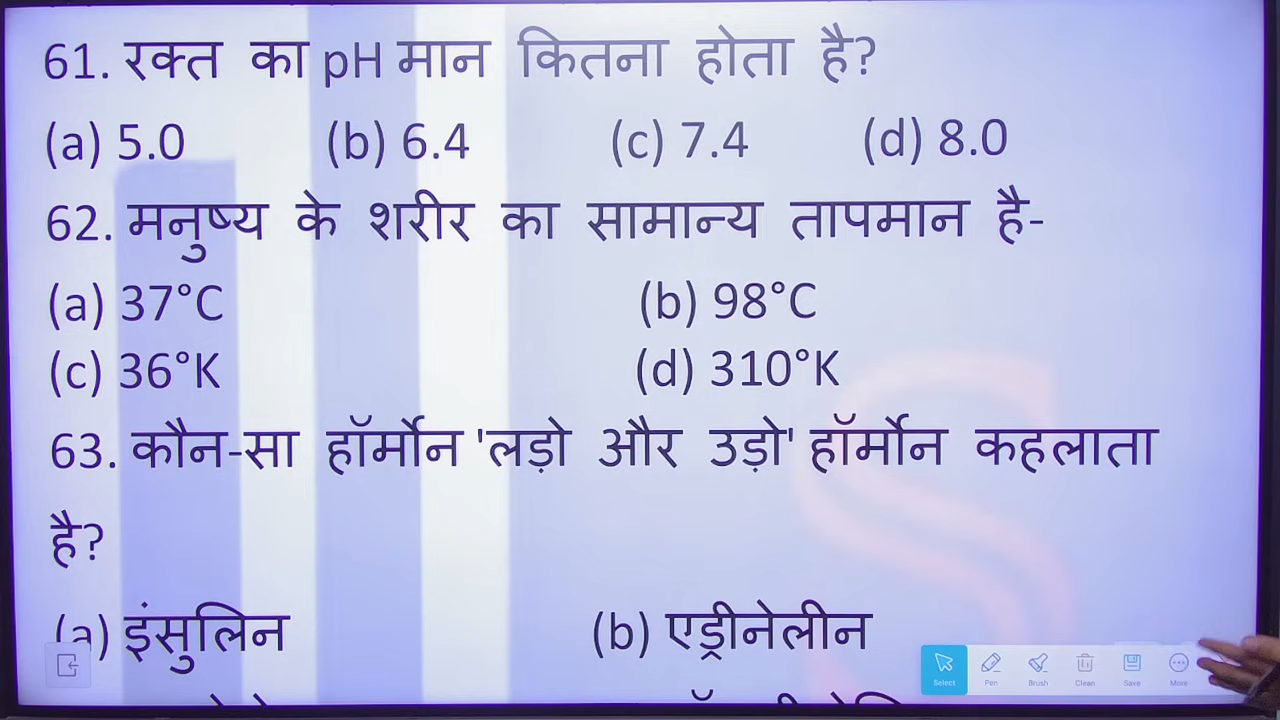 61. रक्त का pH मान कितना होता है?
(a) 5.0 (b) 6.4 (c) 7.4 (d) 8.0
62. मनुष्य के शरीर का सामान्य तापमान है-
(a) 37°C (b) 98°C
(c) 36°K (d) 310°K
63. कौन-सा हॉर्मोन 'लड़ो और उड़ो' हॉर्मोन कहलाता
है?
(a) इंसुलिन (b) एड्रीनेलीन
Select Pen Brush Clean Save More